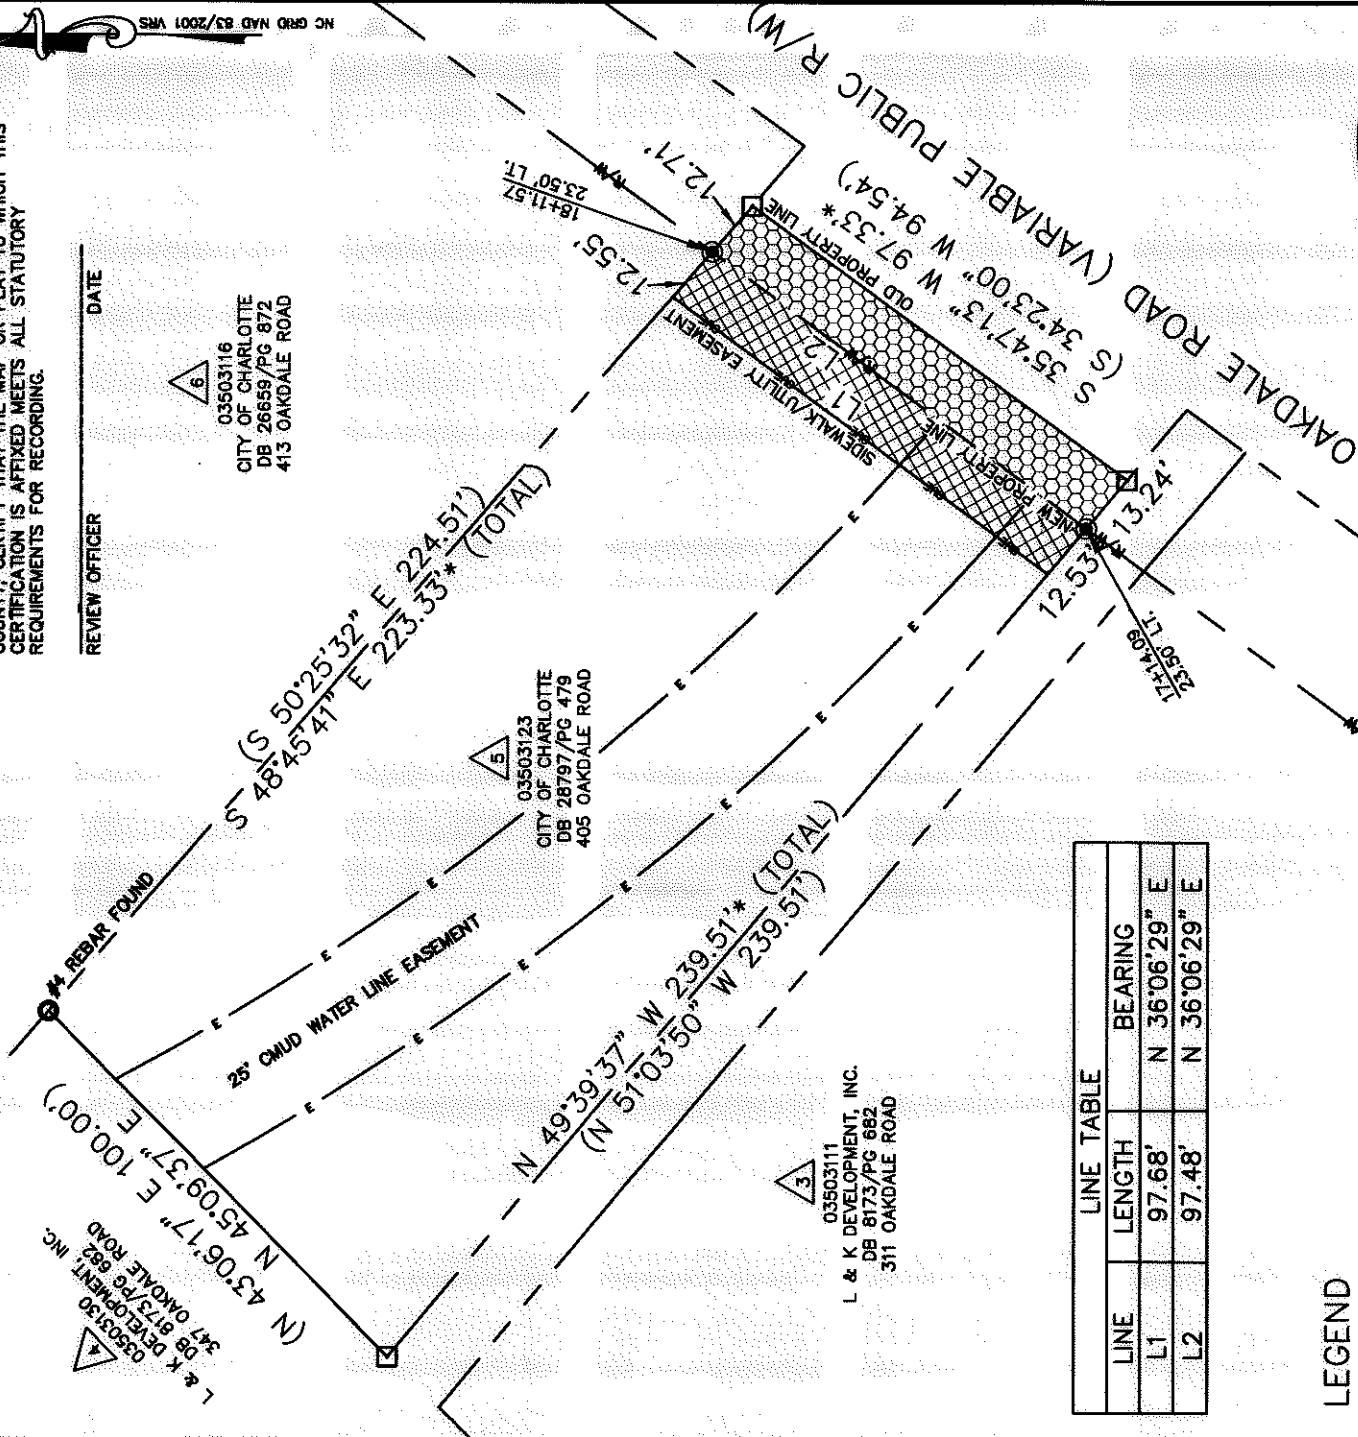 CERTIFICATION IS AFFIXED MEETS ALL STATUTORY
REQUIREMENTS FOR RECORDING.
REVIEW OFFICER
DATE
NC GRID NAD 83/2001 VRS
6
03503116
CITY OF CHARLOTTE
DB 26659/PG 872
413 OAKDALE ROAD
18+11.57
23.50' LT.
R/W
12.71'
12.55'
OAKDALE ROAD (VARIABLE PUBLIC R/W)
S 35°47'13" W 97.33'*
(S 34°23'00" W 94.54')
OLD PROPERTY LINE
L1 (L2)
R/W
NEW PROPERTY LINE
SIDEWALK/UTILITY EASEMENT
12.53'
13.24'
R/W
17+14.09
23.50' LT.
(S 50°25'32" E 224.51')
S 48°45'41" E 223.33'* (TOTAL)
5
03503123
CITY OF CHARLOTTE
DB 28797/PG 479
405 OAKDALE ROAD
#4 REBAR FOUND
25' CMUD WATER LINE EASEMENT
E
E
E
E
E
E
E
E
E
E
E
N 49°39'37" W 239.51'* (TOTAL)
(N 51°03'50" W 239.51')
(N 43°06'17" E 100.00')
N 45°09'37" E
4
03503130
L & K DEVELOPMENT, INC.
DB 8173/PG 682
347 OAKDALE ROAD
3
03503111
L & K DEVELOPMENT, INC.
DB 8173/PG 682
311 OAKDALE ROAD
LINE TABLE
LINE LENGTH BEARING
L1 97.68' N 36°06'29" E
L2 97.48' N 36°06'29" E
LEGEND